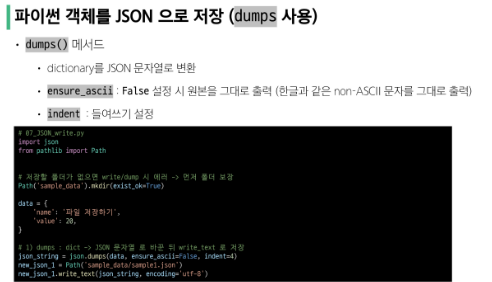 파이썬 객체를 JSON 으로 저장 (dumps 사용)
• dumps() 메서드
• dictionary를 JSON 문자열로 변환
• ensure_ascii : False 설정 시 원본을 그대로 출력 (한글과 같은 non-ASCII 문자를 그대로 출력)
• indent : 들여쓰기 설정
# 07_JSON_write.py
import json
from pathlib import Path
# 저장할 폴더가 없으면 write/dump 시 에러 -> 먼저 폴더 보장
Path('sample_data').mkdir(exist_ok=True)
data = {
'name': '파일 저장하기',
'value': 20,
}
# 1) dumps : dict -> JSON 문자열 로 바꾼 뒤 write_text 로 저장
json_string = json.dumps(data, ensure_ascii=False, indent=4)
new_json_1 = Path('sample_data/sample1.json')
new_json_1.write_text(json_string, encoding='utf-8')